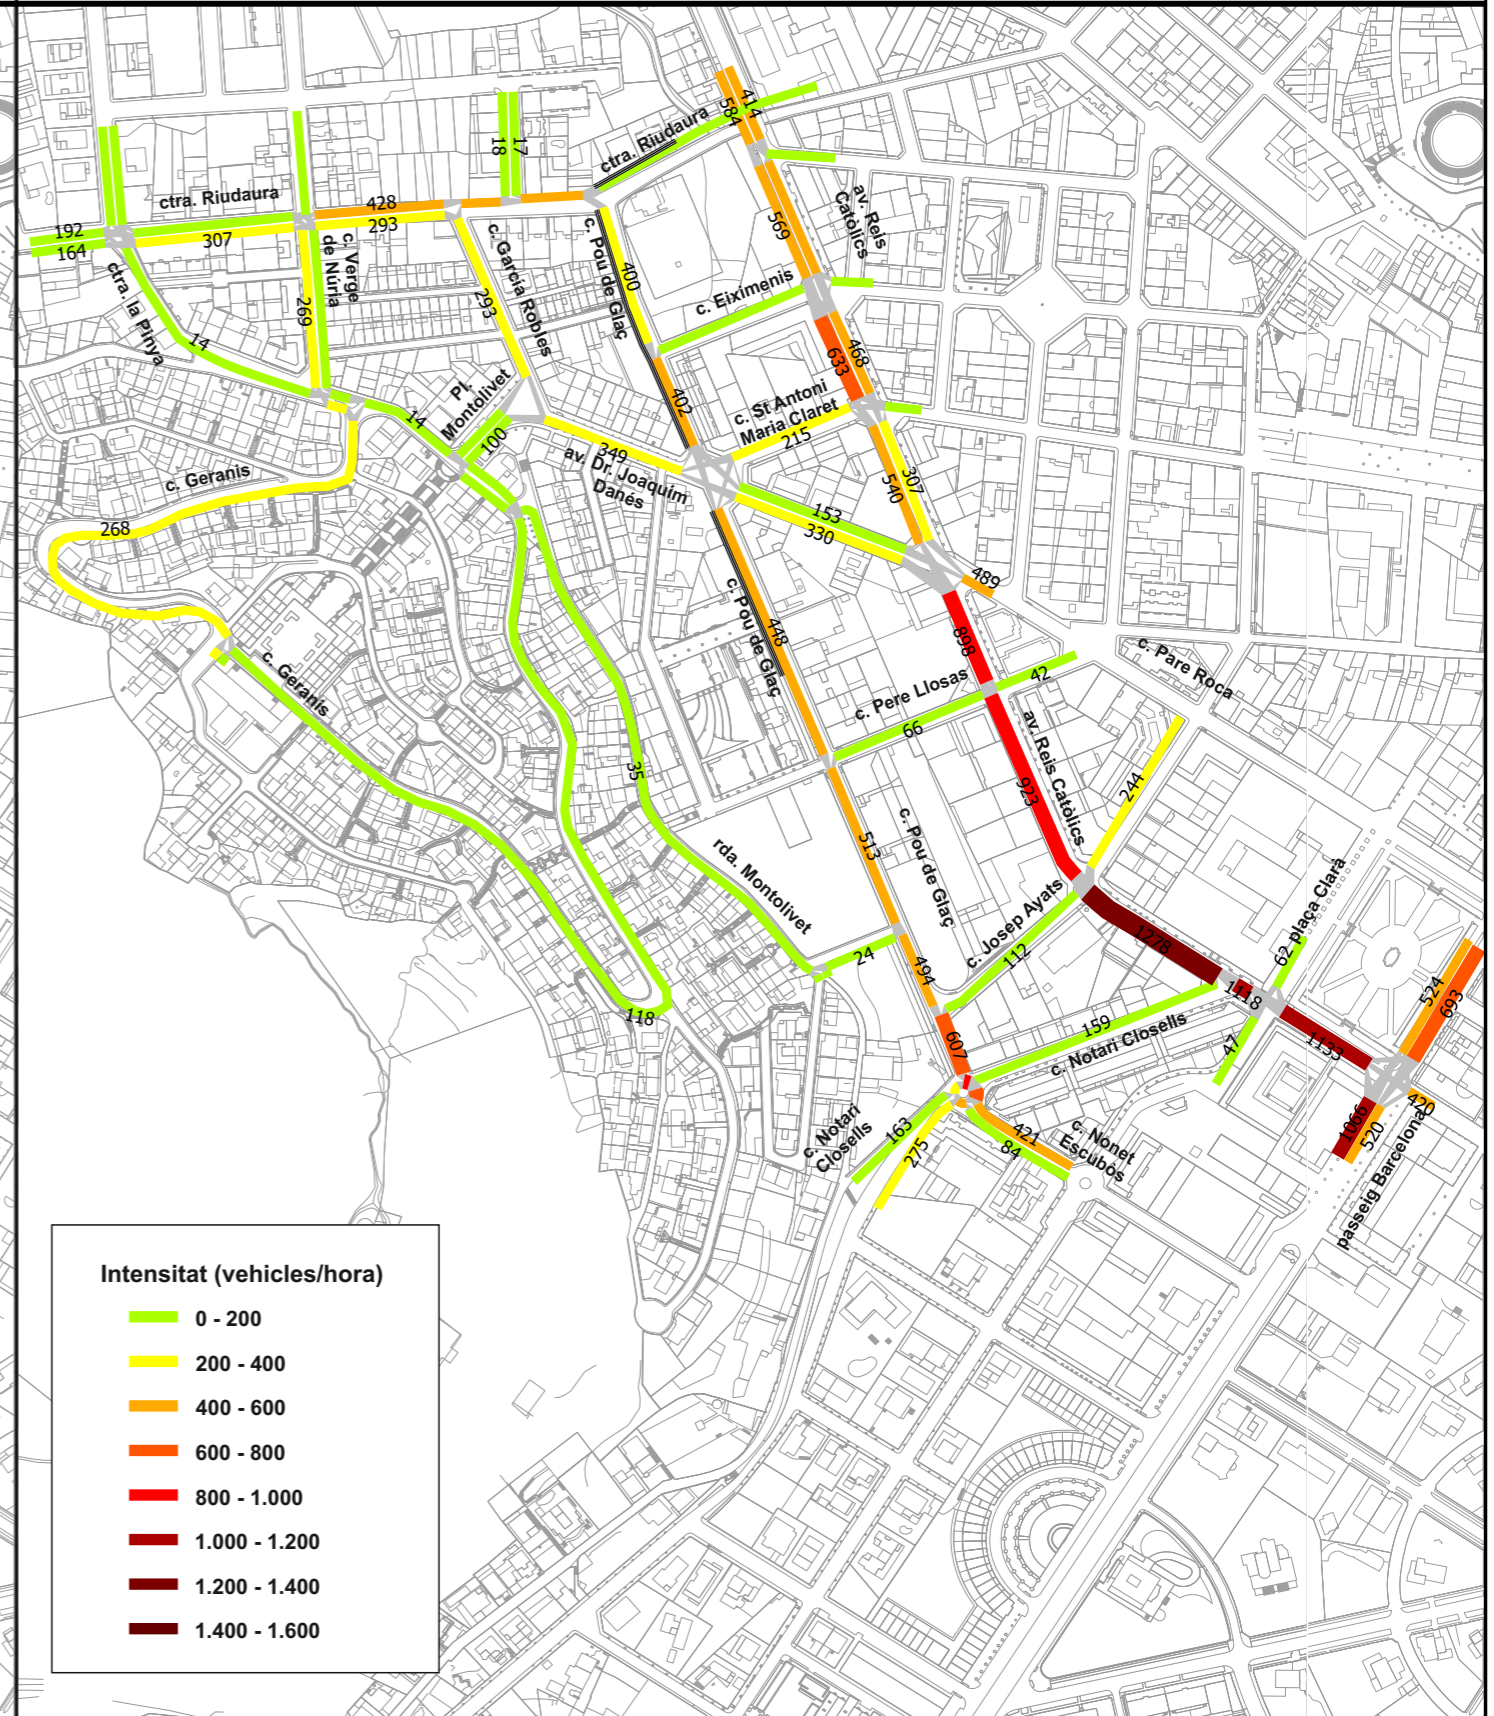 414
584
ctra. Riudaura
17
18
ctra. Riudaura
428
293
192
164
307
c. Verge
de Núria
269
ctra. la Pinya
14
c. Garcia Robles
293
c. Pou de Glaç
400
av. Reis
Catòlics
569
c. Eiximenis
468
633
402
c. St Antoni
Maria Claret
215
Pl.
Montolivet
100
14
349
av. Dr. Joaquim
Danés
307
540
153
330
489
c. Geranis
268
c. Geranis
c. Pou de Glaç
448
898
c. Pare Roca
c. Pere Llosas
42
66
av. Reis Catòlics
923
244
35
513
c. Pou de Glaç
rda. Montolivet
24
494
c. Josep Ayats
112
1278
plaça Clarà
62
1118
47
1133
524
693
159
c. Notari Closells
607
118
163
275
c. Notari
Closells
421
84
c. Nonet
Escubòs
1066
520
420
passeig Barcelona
Intensitat (vehicles/hora)
0 - 200
200 - 400
400 - 600
600 - 800
800 - 1.000
1.000 - 1.200
1.200 - 1.400
1.400 - 1.600